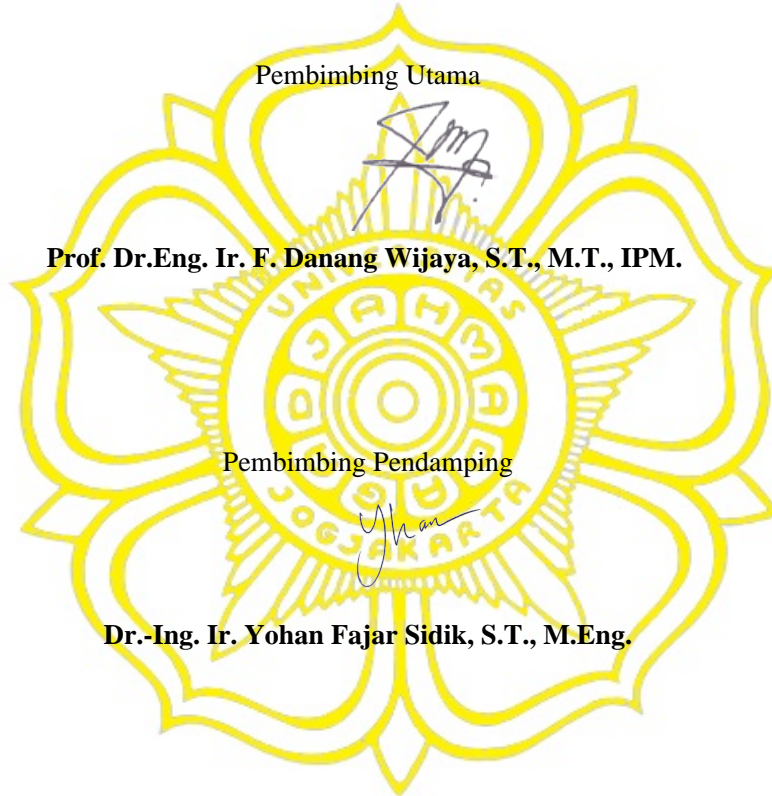 Pembimbing Utama
Prof. Dr.Eng. Ir. F. Danang Wijaya, S.T., M.T., IPM.
UNIVERSITAS
GADJAH MADA
Pembimbing Pendamping
JOGJAKARTA
Yhan
Dr.-Ing. Ir. Yohan Fajar Sidik, S.T., M.Eng.